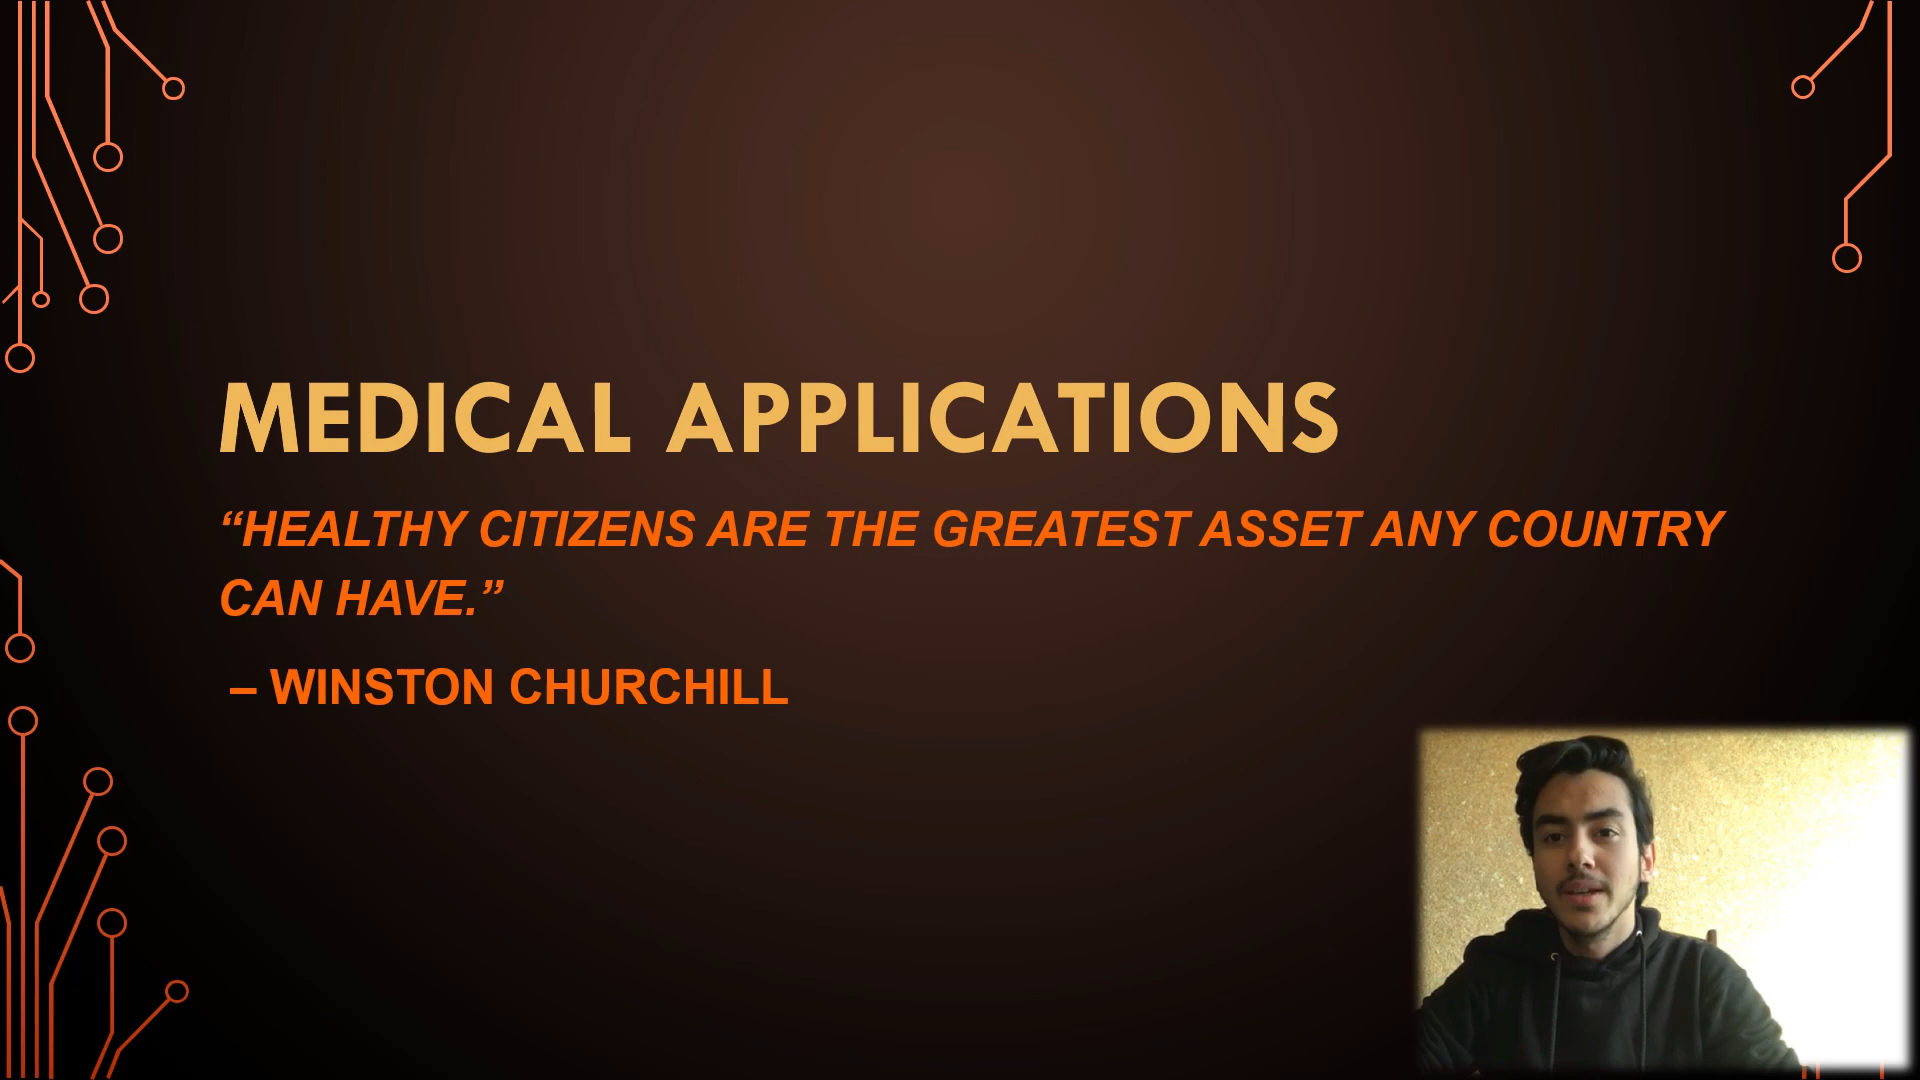 MEDICAL APPLICATIONS
“HEALTHY CITIZENS ARE THE GREATEST ASSET ANY COUNTRY
CAN HAVE.”
– WINSTON CHURCHILL